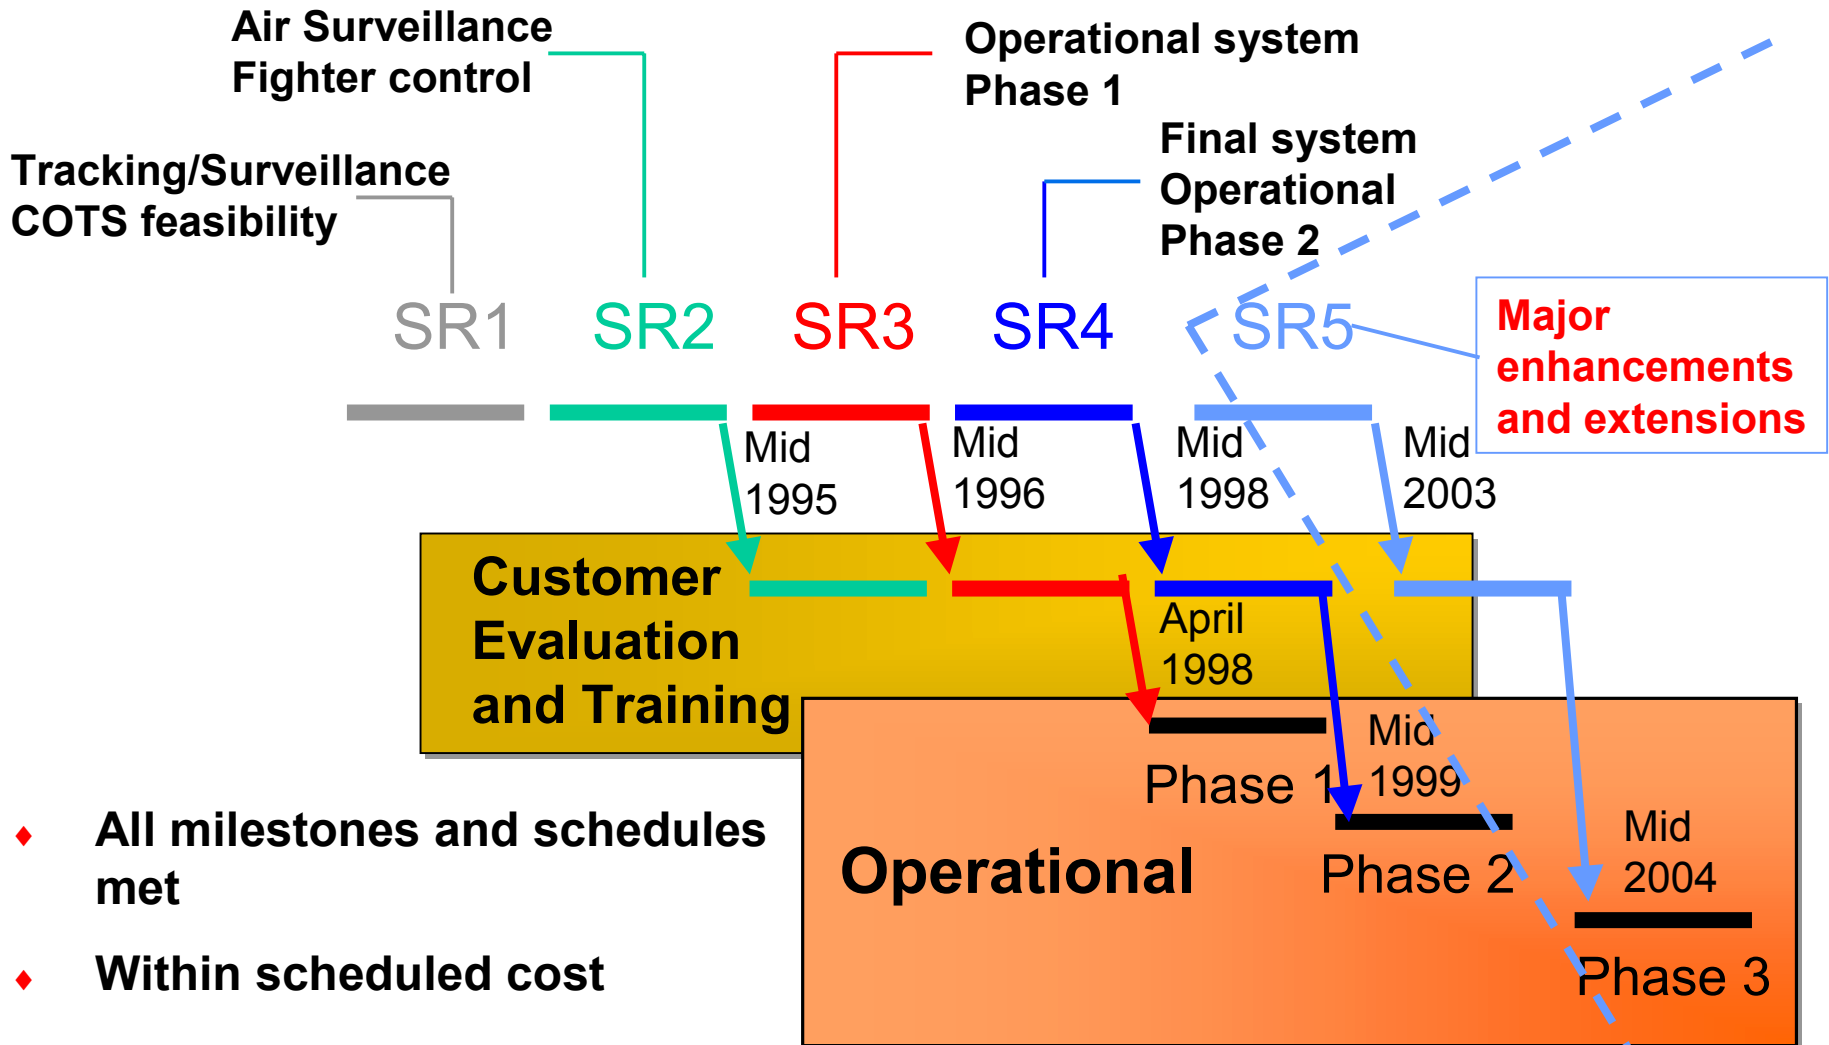 Air Surveillance
Fighter control
Operational system
Phase 1
Tracking/Surveillance
COTS feasibility
Final system
Operational
Phase 2
SR1
SR2
SR3
SR4
SR5
Major
enhancements
and extensions
Mid
1995
Mid
1996
Mid
1998
Mid
2003
Customer
Evaluation
and Training
April
1998
Phase 1
Mid
1999
Operational
Phase 2
Mid
2004
Phase 3
♦ All milestones and schedules
met
♦ Within scheduled cost